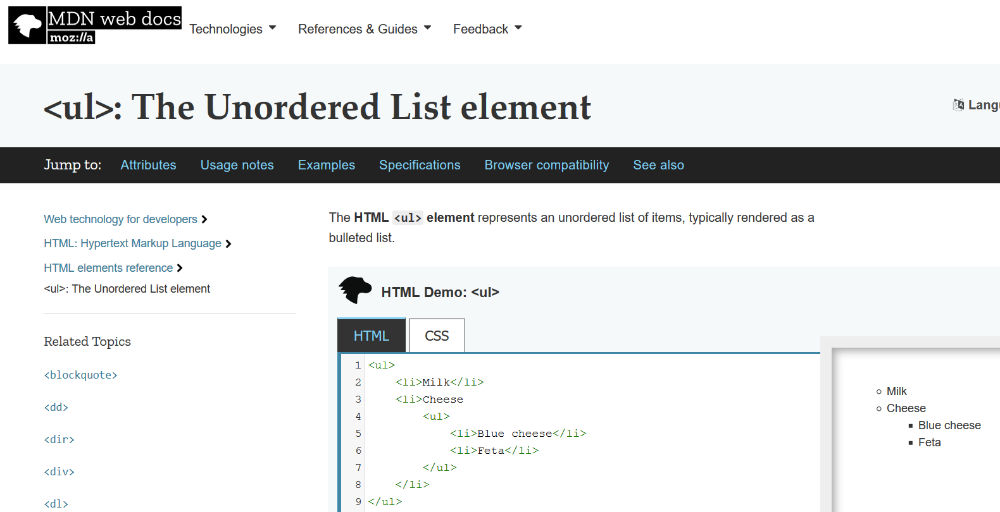 MDN web docs
moz://a
Technologies References & Guides Feedback
<ul>: The Unordered List element
Jump to: Attributes Usage notes Examples Specifications Browser compatibility See also
Web technology for developers
HTML: Hypertext Markup Language
HTML elements reference
<ul>: The Unordered List element
Related Topics
<blockquote>
<dd>
<dir>
<div>
<dl>
The HTML <ul> element represents an unordered list of items, typically rendered as a
bulleted list.
HTML Demo: <ul>
HTML CSS
1 <ul>
2     <li>Milk</li>
3     <li>Cheese
4         <ul>
5             <li>Blue cheese</li>
6             <li>Feta</li>
7         </ul>
8     </li>
9 </ul>
Milk
Cheese
Blue cheese
Feta